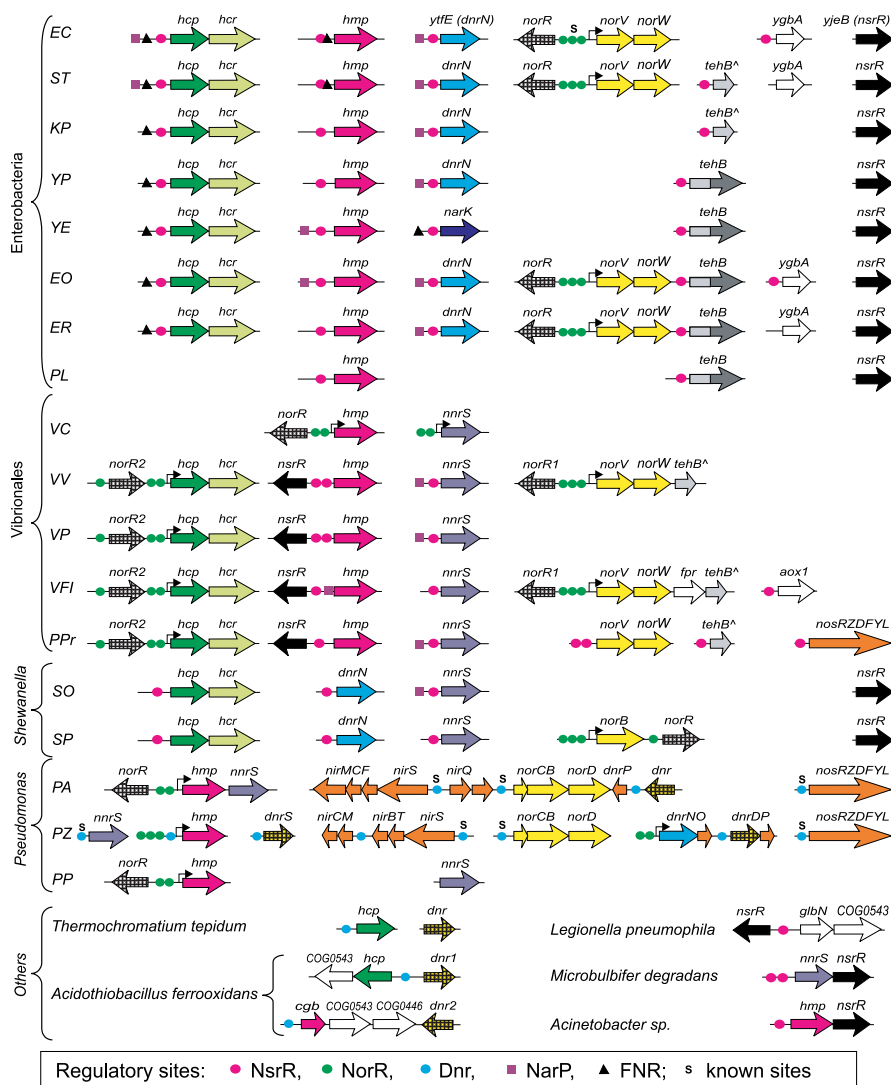 Enterobacteria
hcp hcr hmp ytfE (dnrN) norR S norV norW ygbA yjeB (nsrR)
EC
hcp hcr hmp dnrN norR norV norW tehB^ ygbA nsrR
ST
hcp hcr hmp dnrN tehB^ nsrR
KP
hcp hcr hmp dnrN tehB nsrR
YP
hcp hcr hmp narK tehB nsrR
YE
hcp hcr hmp dnrN norR norV norW tehB ygbA nsrR
EO
hcp hcr hmp dnrN norR norV norW tehB ygbA nsrR
ER
hmp tehB nsrR
PL
Vibrionales
norR hmp nnrS
VC
norR2 hcp hcr nsrR hmp nnrS norR1 norV norW tehB^
VV
norR2 hcp hcr nsrR hmp nnrS
VP
norR2 hcp hcr nsrR hmp nnrS norR1 norV norW fpr tehB^ aox1
VFI
norR2 hcp hcr nsrR hmp nnrS norV norW tehB^ nosRZDFYL
PPr
Shewanella
hcp hcr dnrN nnrS nsrR
SO
hcp hcr dnrN nnrS norB norR nsrR
SP
Pseudomonas
norR hmp nnrS nirMCF nirS S nirQ S norCB norD dnrP dnr S nosRZDFYL
PA
S nnrS hmp dnrS nirCM nirBT nirS S S norCB norD dnrNO dnrDP S nosRZDFYL
PZ
norR hmp nnrS
PP
Others
Thermochromatium tepidum hcp dnr
Legionella pneumophila nsrR glbN COG0543
Acidothiobacillus ferrooxidans
COG0543 hcp dnr1
cgb COG0543 COG0446 dnr2
Microbulbifer degradans nnrS nsrR
Acinetobacter sp. hmp nsrR
Regulatory sites: NsrR, NorR, Dnr, NarP, FNR; S known sites